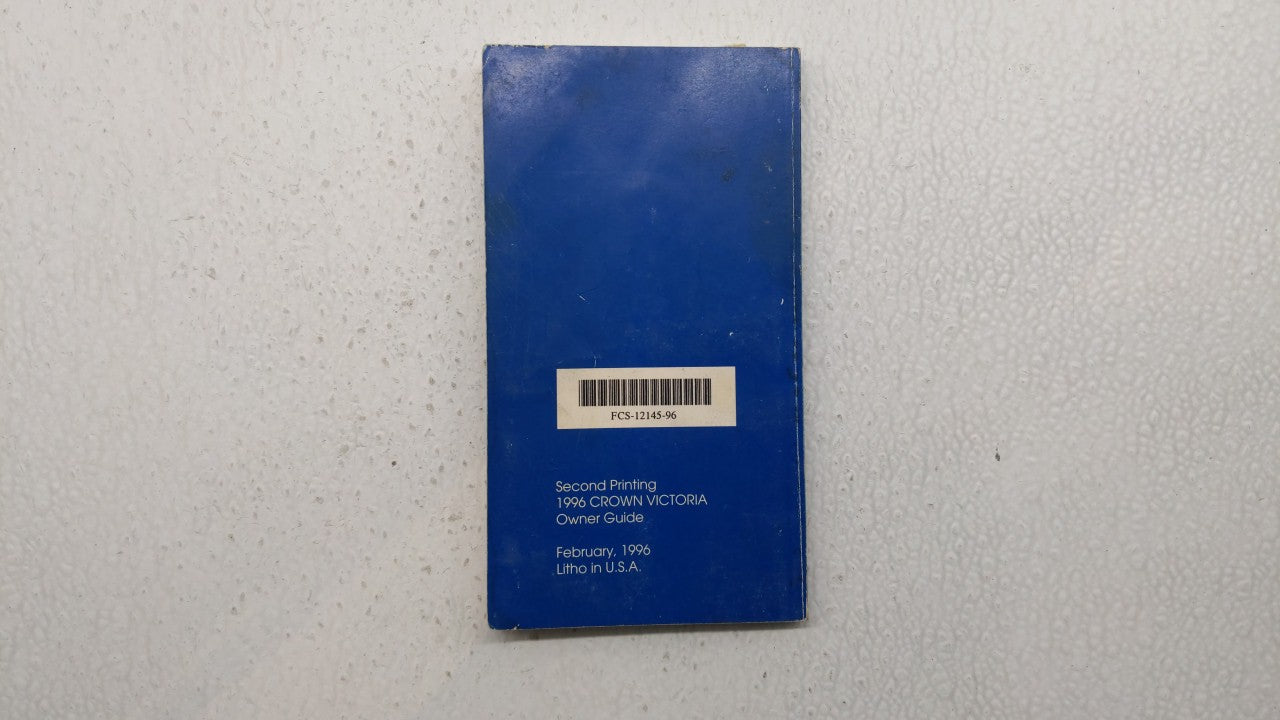 FCS-12145-96
Second Printing
1996 CROWN VICTORIA
Owner Guide
February, 1996
Litho in U.S.A.